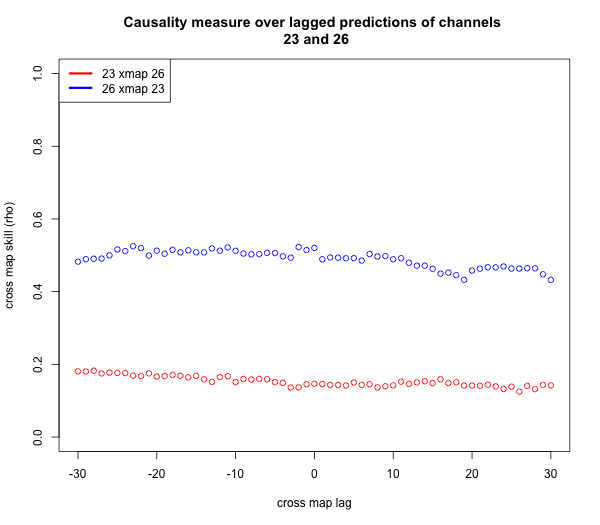 Causality measure over lagged predictions of channels
23 and 26
23 xmap 26
26 xmap 23
cross map skill (rho)
1.0
0.8
0.6
0.4
0.2
0.0
-30 -20 -10 0 10 20 30
cross map lag